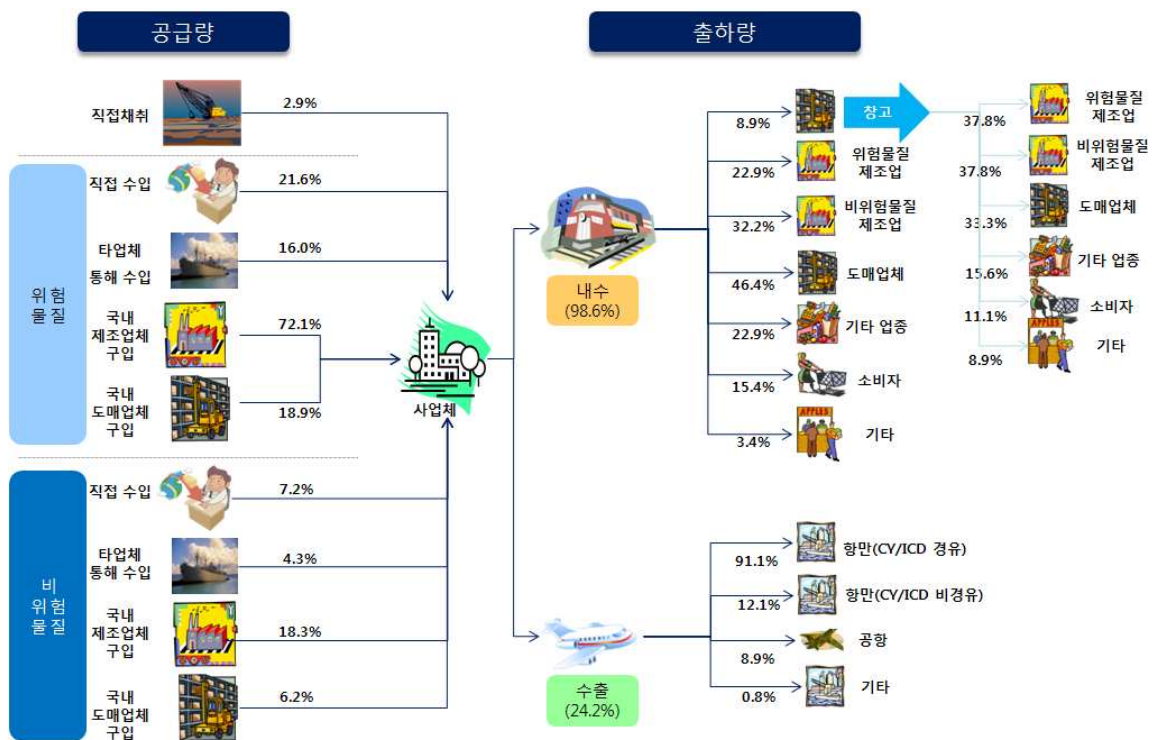 공급량
출하량
직접채취
2.9%
위험
물질
직접 수입
21.6%
타업체
통해 수입
16.0%
국내
제조업체
구입
72.1%
국내
도매업체
구입
18.9%
비
위험
물질
직접 수입
7.2%
타업체
통해 수입
4.3%
국내
제조업체
구입
18.3%
국내
도매업체
구입
6.2%
사업체
내수
(98.6%)
8.9%
창고
22.9%
위험물질
제조업
32.2%
비위험물질
제조업
46.4%
도매업체
22.9%
기타 업종
15.4%
소비자
APPLES
3.4%
기타
37.8%
위험물질
제조업
37.8%
비위험물질
제조업
33.3%
도매업체
15.6%
기타 업종
11.1%
소비자
APPLES
8.9%
기타
수출
(24.2%)
91.1%
항만(CY/ICD 경유)
12.1%
항만(CY/ICD 비경유)
8.9%
공항
0.8%
기타